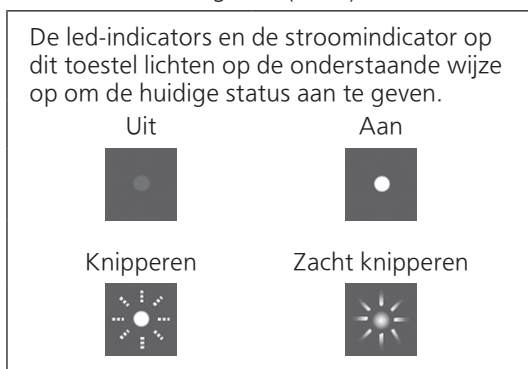 De led-indicators en de stroomindicator op
dit toestel lichten op de onderstaande wijze
op om de huidige status aan te geven.
Uit Aan
Knipperen Zacht knipperen